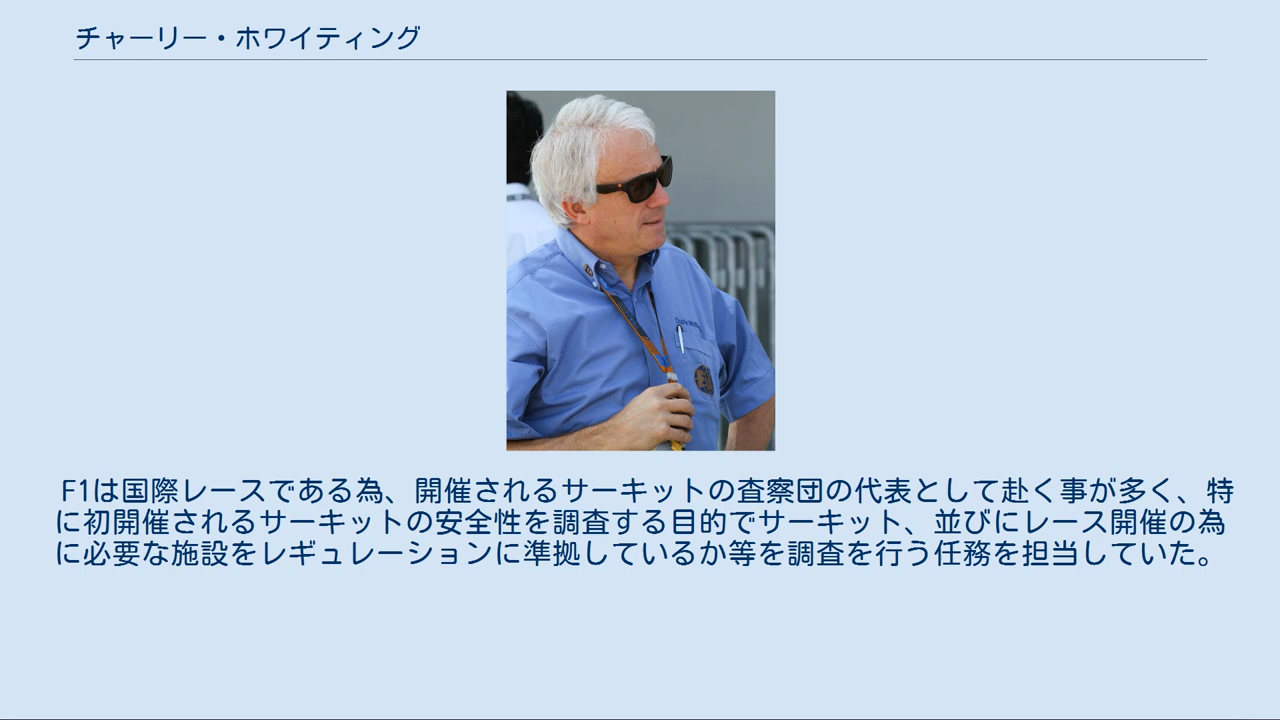 チャーリー・ホワイティング
F1は国際レースである為、開催されるサーキットの査察団の代表として赴く事が多く、特
に初開催されるサーキットの安全性を調査する目的でサーキット、並びにレース開催の為
に必要な施設をレギュレーションに準拠しているか等を調査を行う任務を担当していた。